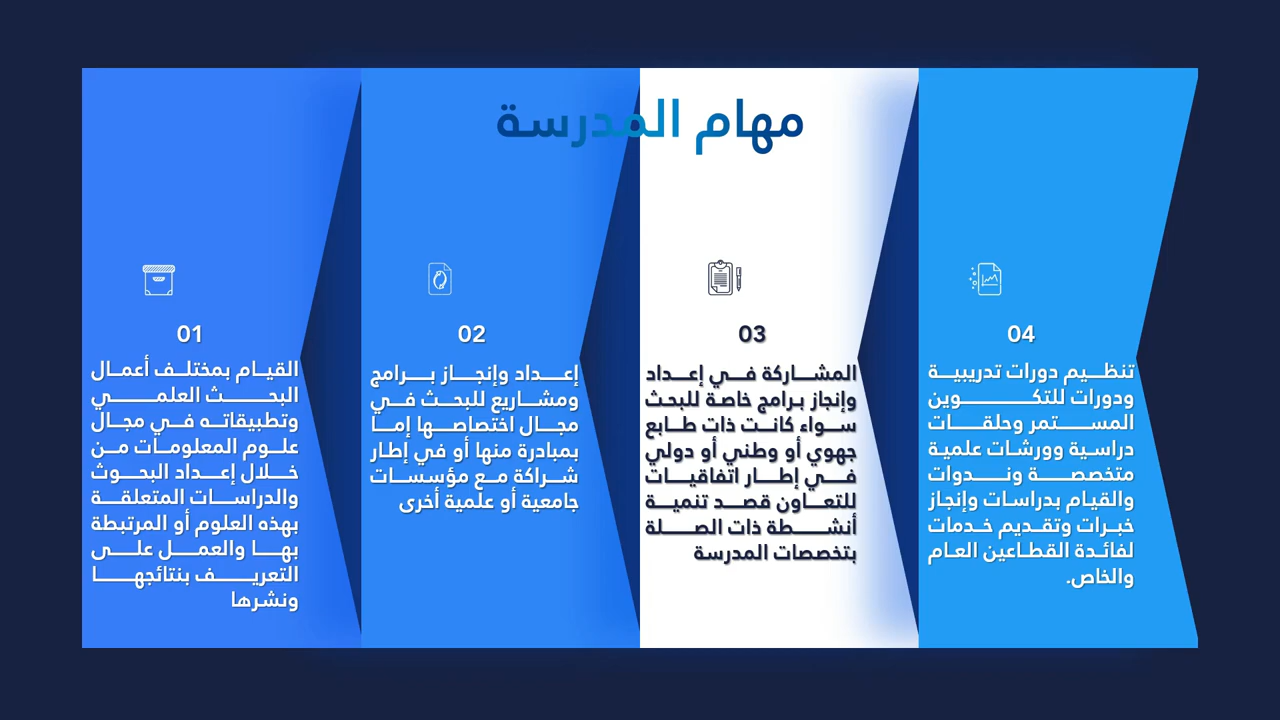 مهام المدرسة
01
القيام بمختلف أعمال
البحث العلمي
وتطبيقاته في مجال
علوم المعلومات من
خلال إعداد البحوث
والدراسات المتعلقة
بهذه العلوم أو المرتبطة
بها والعمل على
التعريف بنتائجها
ونشرها
02
إعداد وإنجاز برامج
ومشاريع للبحث في
مجال اختصاصها إما
بمبادرة منها أو في إطار
شراكة مع مؤسسات
جامعية أو علمية أخرى
03
المشاركة في إعداد
وإنجاز برامج خاصة للبحث
سواء كانت ذات طابع
جهوي أو وطني أو دولي
في إطار اتفاقيات
للتعاون قصد تنمية
أنشطة ذات الصلة
بتخصصات المدرسة
04
تنظيم دورات تدريبية
ودورات للتكوين
المستمر وحلقات
دراسية وورشات علمية
متخصصة وندوات
والقيام بدراسات وإنجاز
خبرات وتقديم خدمات
لفائدة القطاعين العام
والخاص.